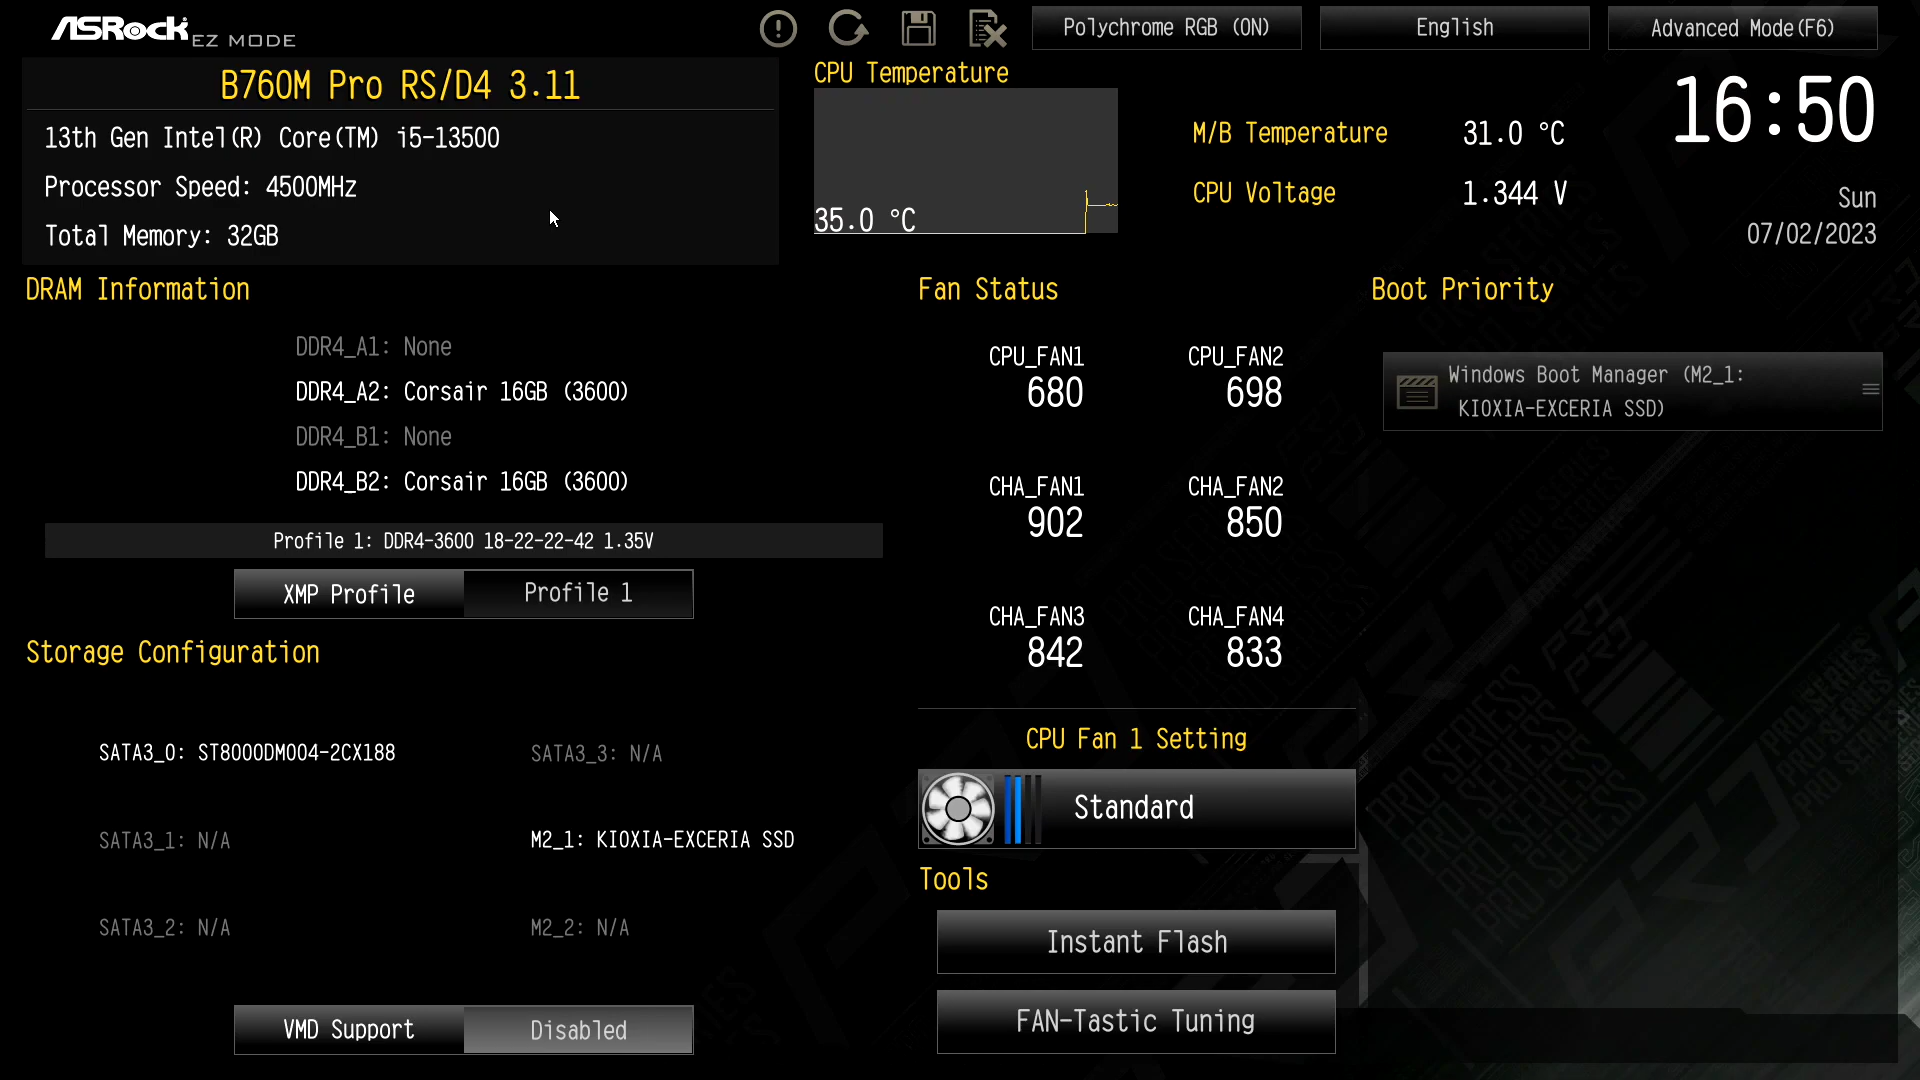 ASRock EZ MODE
Polychrome RGB (ON)
English
Advanced Mode(F6)
B760M Pro RS/D4 3.11
13th Gen Intel(R) Core(TM) i5-13500
Processor Speed: 4500MHz
Total Memory: 32GB
CPU Temperature
35.0 °C
M/B Temperature 31.0 °C
CPU Voltage 1.344 V
16:50
Sun
07/02/2023
DRAM Information
DDR4_A1: None
DDR4_A2: Corsair 16GB (3600)
DDR4_B1: None
DDR4_B2: Corsair 16GB (3600)
Profile 1: DDR4-3600 18-22-22-42 1.35V
XMP Profile Profile 1
Storage Configuration
SATA3_0: ST8000DM004-2CX188
SATA3_3: N/A
SATA3_1: N/A
M2_1: KIOXIA-EXCERIA SSD
SATA3_2: N/A
M2_2: N/A
VMD Support Disabled
Fan Status
CPU_FAN1 CPU_FAN2
680 698
CHA_FAN1 CHA_FAN2
902 850
CHA_FAN3 CHA_FAN4
842 833
CPU Fan 1 Setting
Standard
Tools
Instant Flash
FAN-Tastic Tuning
Boot Priority
Windows Boot Manager (M2_1:
KIOXIA-EXCERIA SSD)